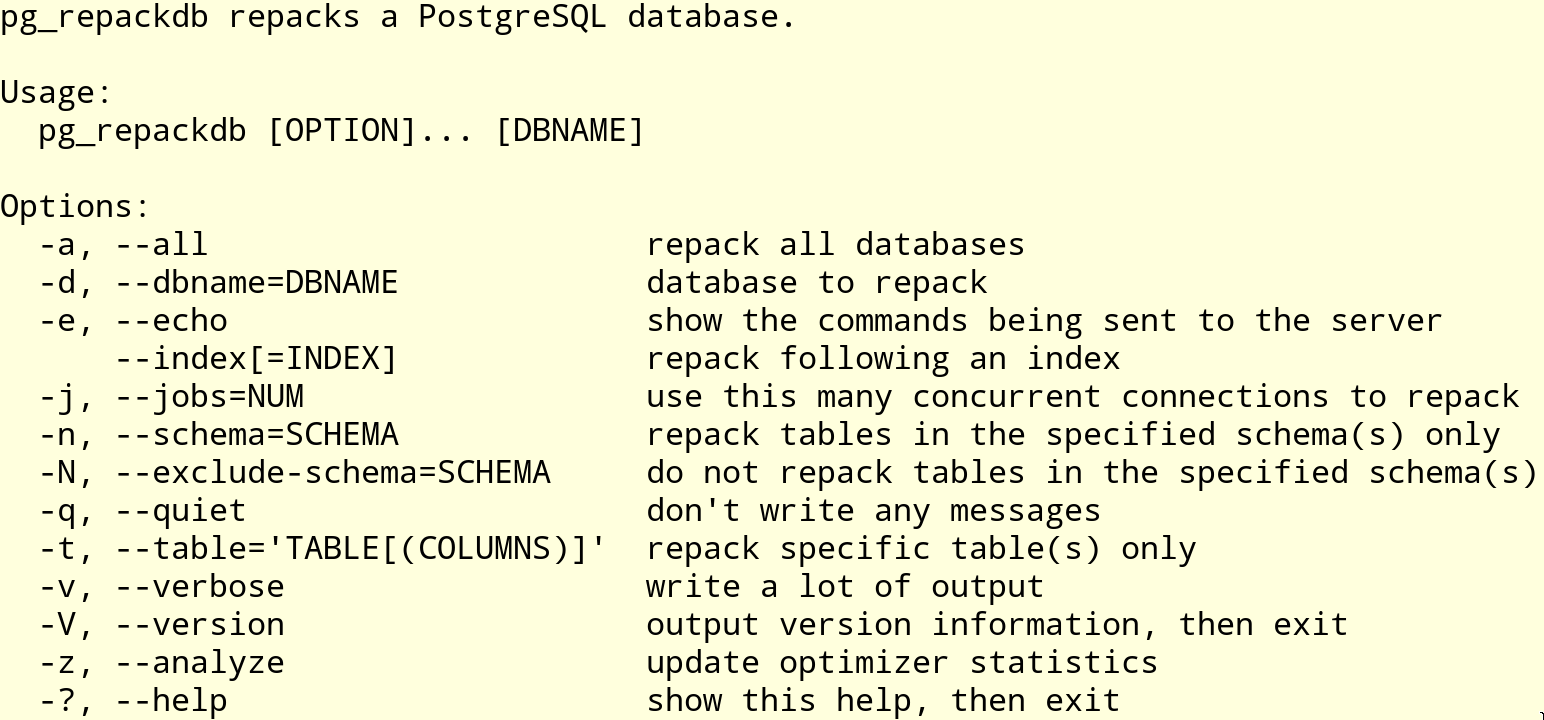 pg_repackdb repacks a PostgreSQL database.

Usage:
  pg_repackdb [OPTION]... [DBNAME]

Options:
  -a, --all                       repack all databases
  -d, --dbname=DBNAME             database to repack
  -e, --echo                      show the commands being sent to the server
      --index[=INDEX]             repack following an index
  -j, --jobs=NUM                  use this many concurrent connections to repack
  -n, --schema=SCHEMA             repack tables in the specified schema(s) only
  -N, --exclude-schema=SCHEMA     do not repack tables in the specified schema(s)
  -q, --quiet                     don't write any messages
  -t, --table='TABLE[(COLUMNS)]'  repack specific table(s) only
  -v, --verbose                   write a lot of output
  -V, --version                   output version information, then exit
  -z, --analyze                   update optimizer statistics
  -?, --help                      show this help, then exit